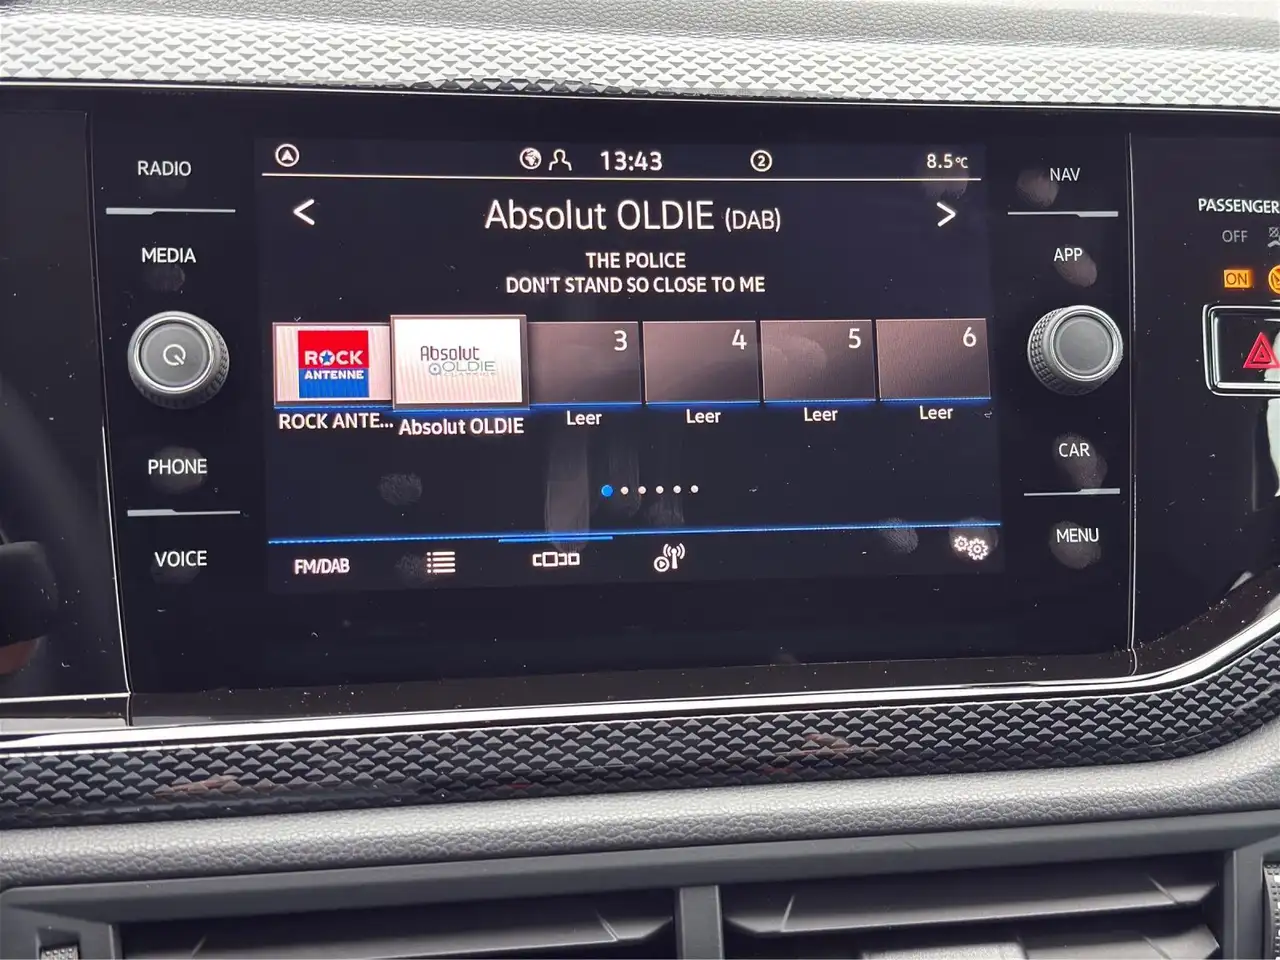 RADIO
MEDIA
PHONE
VOICE
13:43
2
8.5°C
Absolut OLDIE (DAB)
THE POLICE
DON'T STAND SO CLOSE TO ME
ROCK
ANTENNE
ROCK ANTE...
Absolut
OLDIE
CLASSICS
Absolut OLDIE
3
Leer
4
Leer
5
Leer
6
Leer
FM/DAB
NAV
APP
CAR
MENU
PASSENGER
OFF
ON